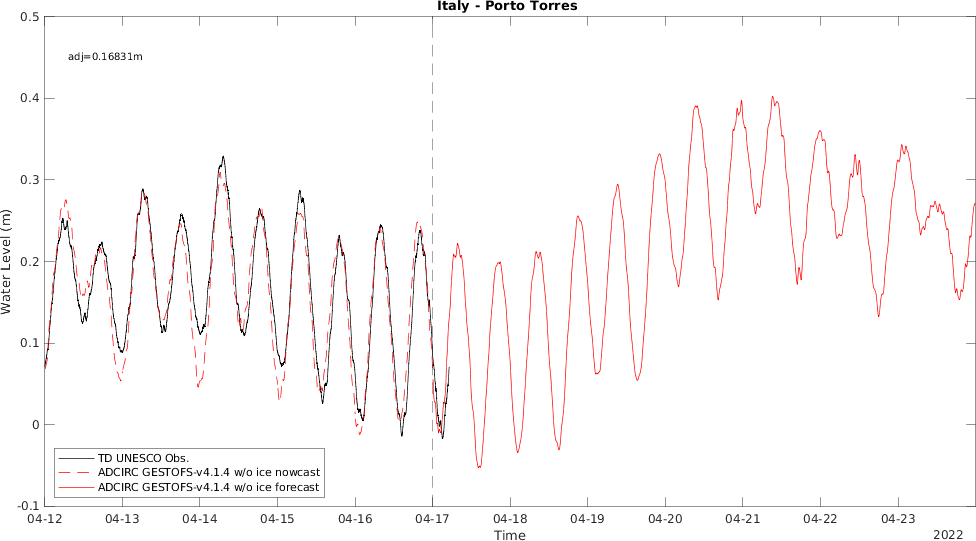 Italy - Porto Torres
adj=0.16831m
0.5
0.4
0.3
0.2
0.1
0
-0.1
Water Level (m)
TD UNESCO Obs.
ADCIRC GESTOFS-v4.1.4 w/o ice nowcast
ADCIRC GESTOFS-v4.1.4 w/o ice forecast
04-12 04-13 04-14 04-15 04-16 04-17 04-18 04-19 04-20 04-21 04-22 04-23
Time
2022